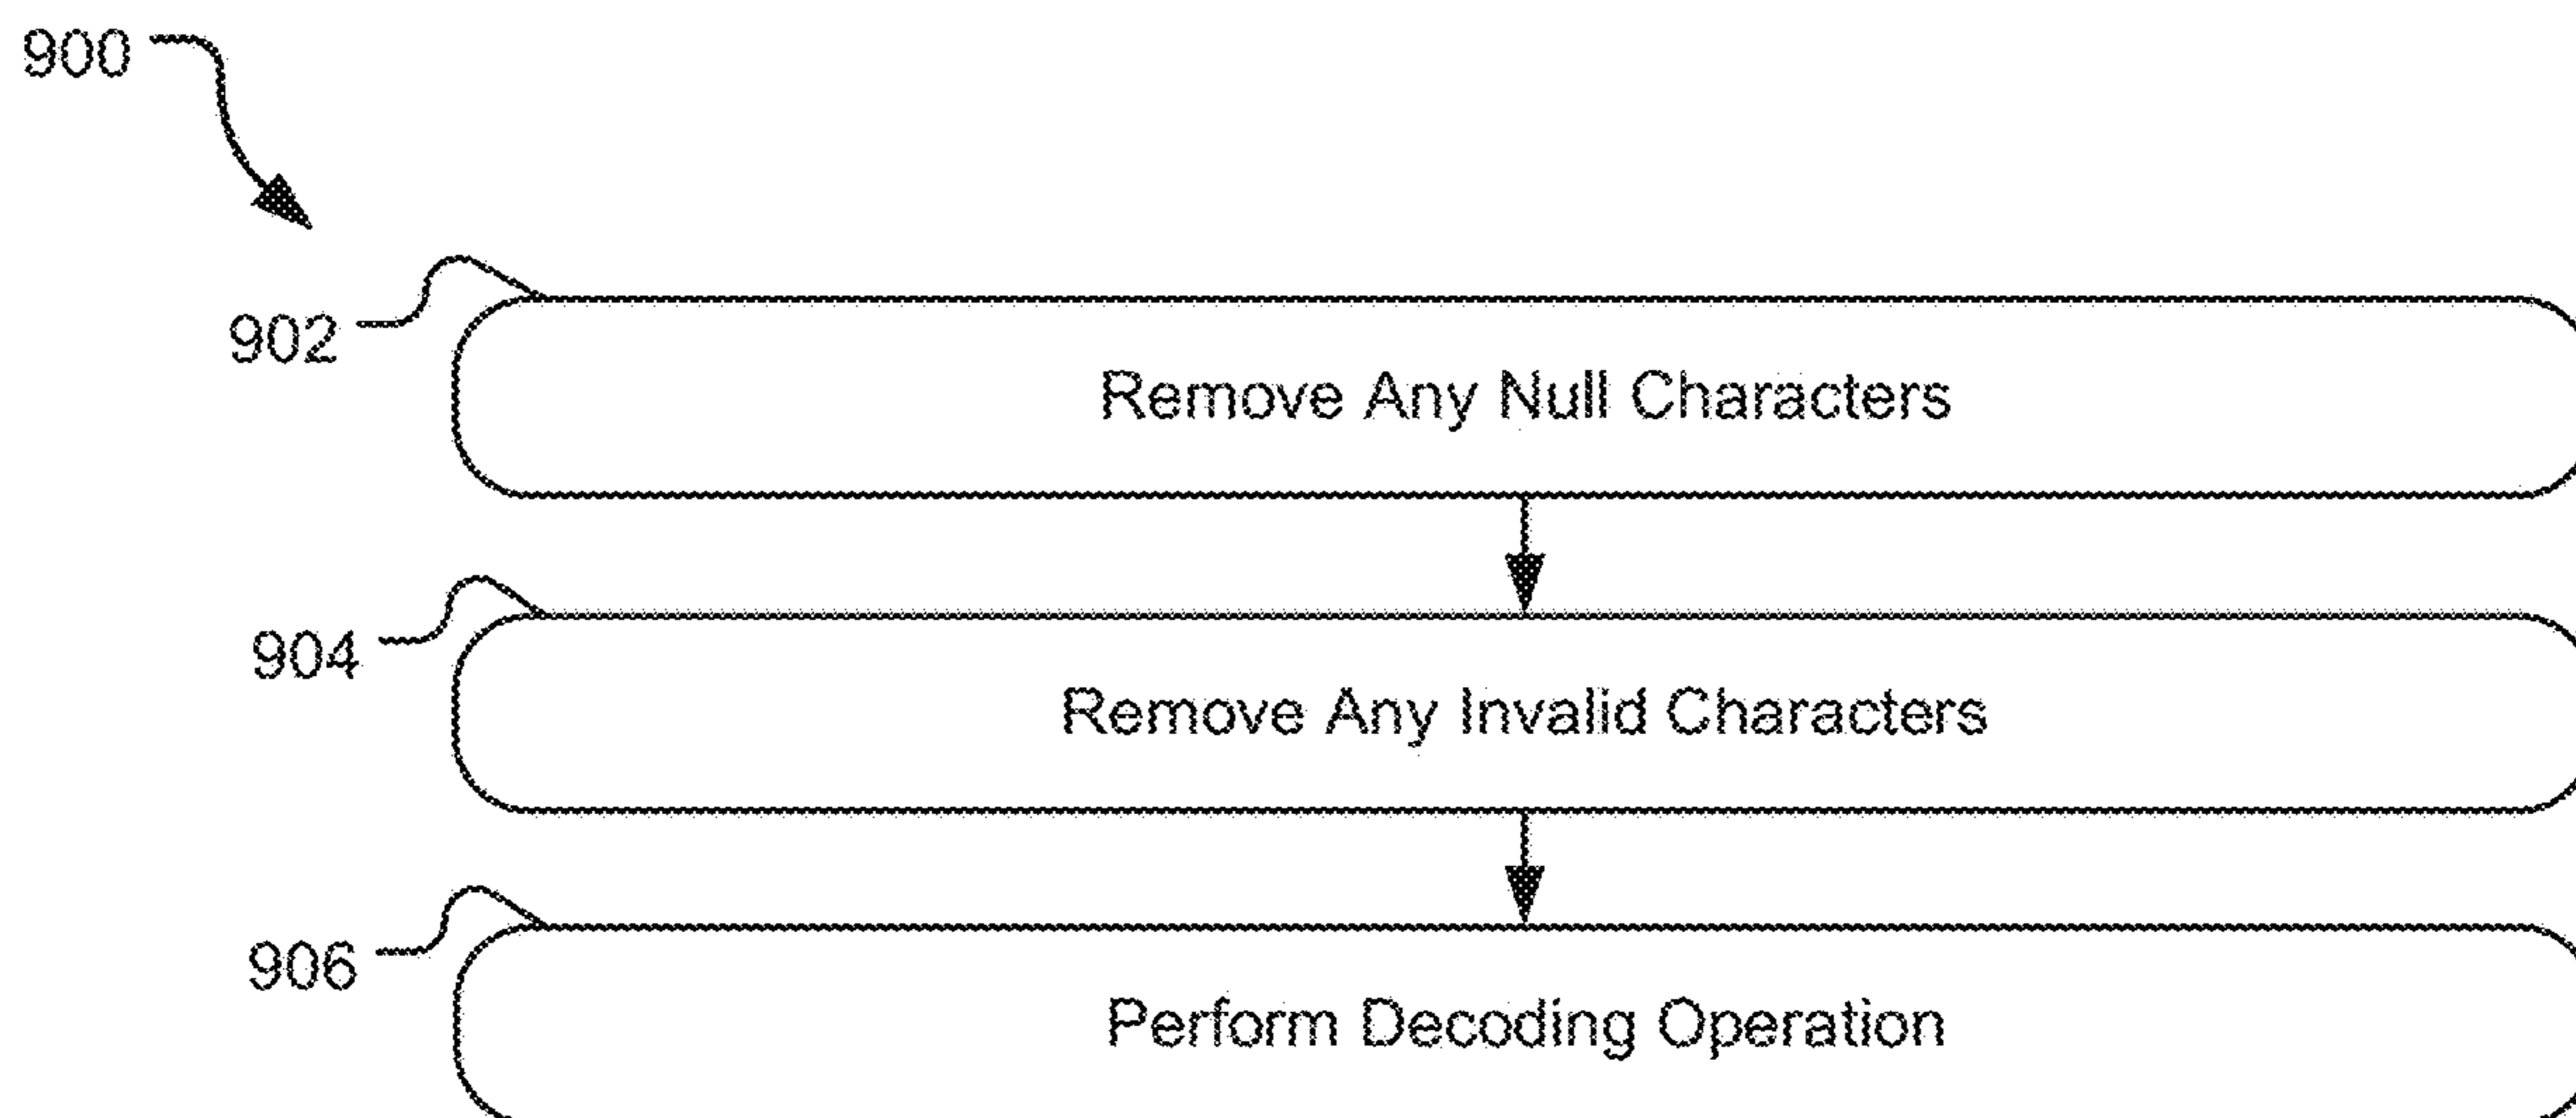 900
902
Remove Any Null Characters
904
Remove Any Invalid Characters
906
Perform Decoding Operation